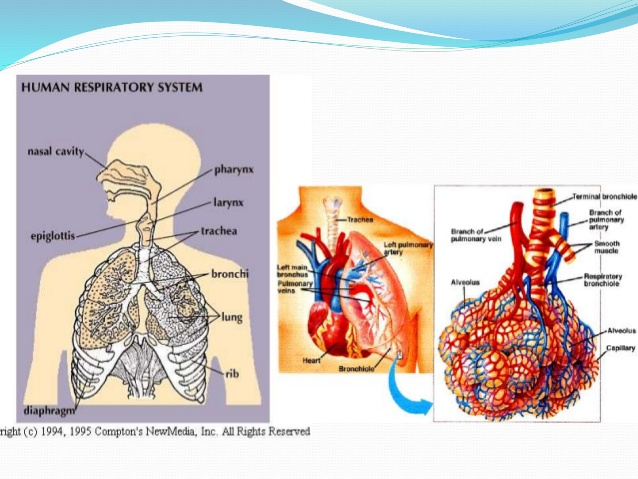 HUMAN RESPIRATORY SYSTEM
nasal cavity
pharynx
larynx
epiglottis
trachea
bronchi
lung
rib
diaphragm
right (c) 1994, 1995 Compton's NewMedia, Inc. All Rights Reserved
Trachea
Left pulmonary
artery
Left main
bronchus
Pulmonary
veins
Heart
Bronchiole
Terminal bronchiole
Branch of
pulmonary artery
Branch of
pulmonary vein
Smooth
muscle
Respiratory
bronchiole
Alveolus
Alveolus
Capillary